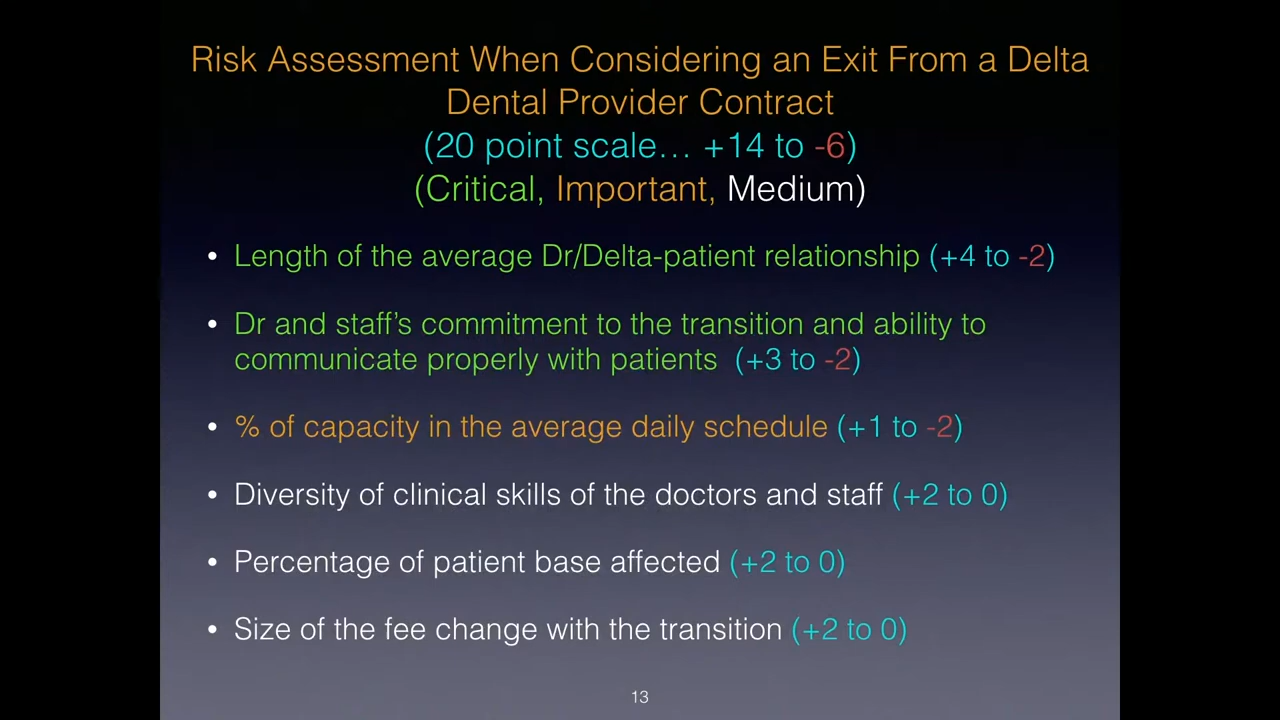 Risk Assessment When Considering an Exit From a Delta
Dental Provider Contract
(20 point scale… +14 to -6)
(Critical, Important, Medium)
• Length of the average Dr/Delta-patient relationship (+4 to -2)
• Dr and staff’s commitment to the transition and ability to
communicate properly with patients (+3 to -2)
• % of capacity in the average daily schedule (+1 to -2)
• Diversity of clinical skills of the doctors and staff (+2 to 0)
• Percentage of patient base affected (+2 to 0)
• Size of the fee change with the transition (+2 to 0)
13